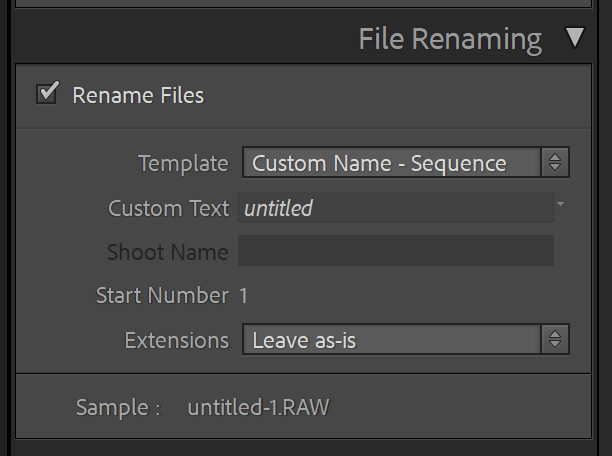 File Renaming
Rename Files
Template Custom Name - Sequence
Custom Text untitled
Shoot Name
Start Number 1
Extensions Leave as-is
Sample : untitled-1.RAW